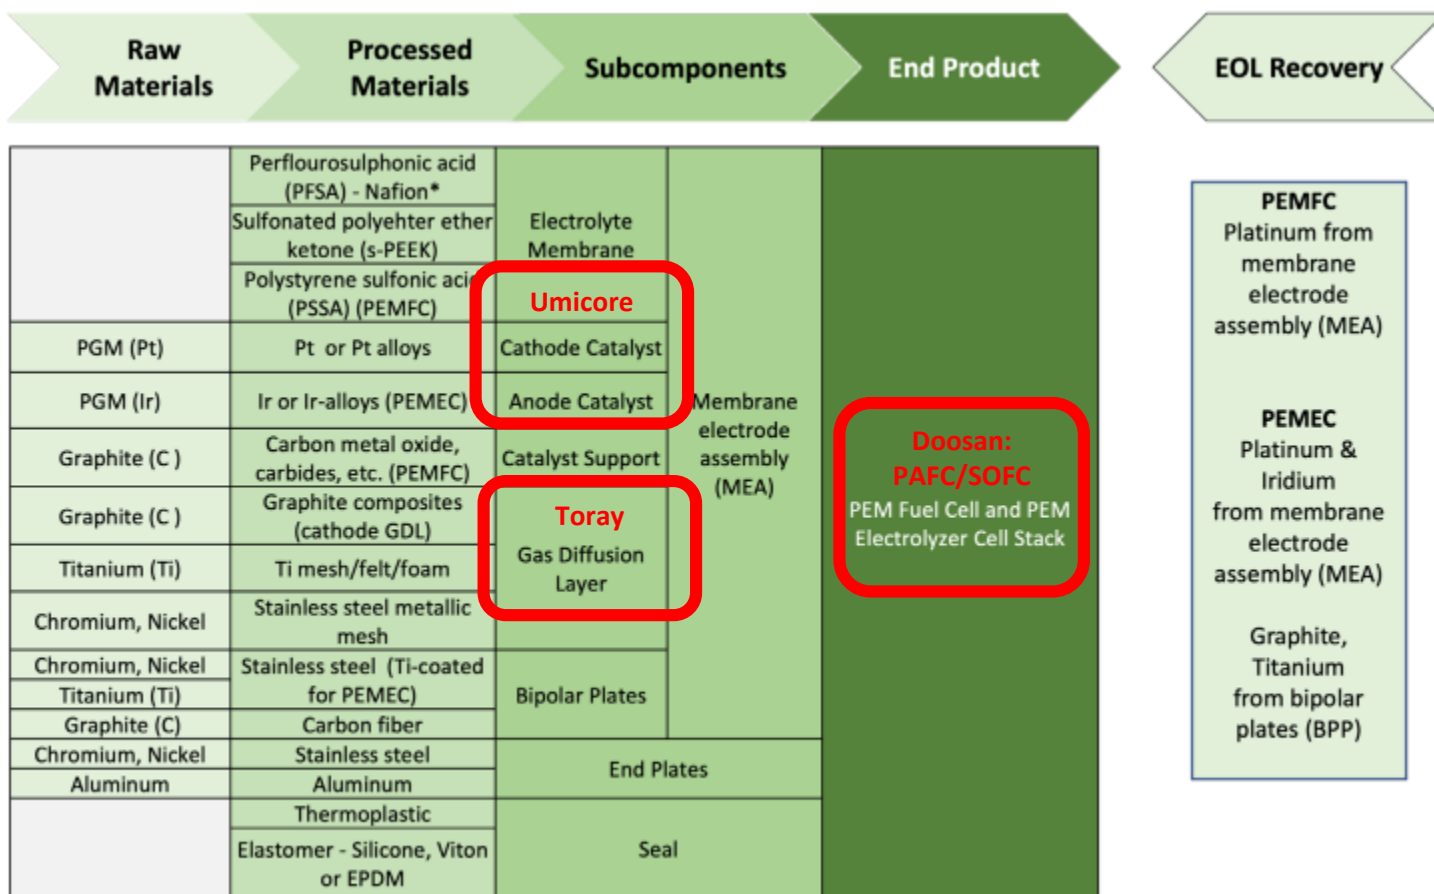 Raw
Materials
Processed
Materials
Subcomponents
End Product
EOL Recovery
Perflourosulphonic acid
(PFSA) - Nafion*
Sulfonated polyehter ether
ketone (s-PEEK)
Polystyrene sulfonic acid
(PSSA) (PEMFC)
Electrolyte
Membrane
Umicore
PGM (Pt)
Pt or Pt alloys
Cathode Catalyst
PGM (Ir)
Ir or Ir-alloys (PEMEC)
Anode Catalyst
Graphite (C )
Carbon metal oxide,
carbides, etc. (PEMFC)
Catalyst Support
Graphite (C )
Graphite composites
(cathode GDL)
Toray
Gas Diffusion
Layer
Titanium (Ti)
Ti mesh/felt/foam
Chromium, Nickel
Stainless steel metallic
mesh
Chromium, Nickel
Titanium (Ti)
Stainless steel (Ti-coated
for PEMEC)
Bipolar Plates
Graphite (C)
Carbon fiber
Membrane
electrode
assembly
(MEA)
Chromium, Nickel
Stainless steel
Aluminum
Aluminum
End Plates
Thermoplastic
Elastomer - Silicone, Viton
or EPDM
Seal
Doosan:
PAFC/SOFC
PEM Fuel Cell and PEM
Electrolyzer Cell Stack
PEMFC
Platinum from
membrane
electrode
assembly (MEA)
PEMEC
Platinum &
Iridium
from membrane
electrode
assembly (MEA)
Graphite,
Titanium
from bipolar
plates (BPP)